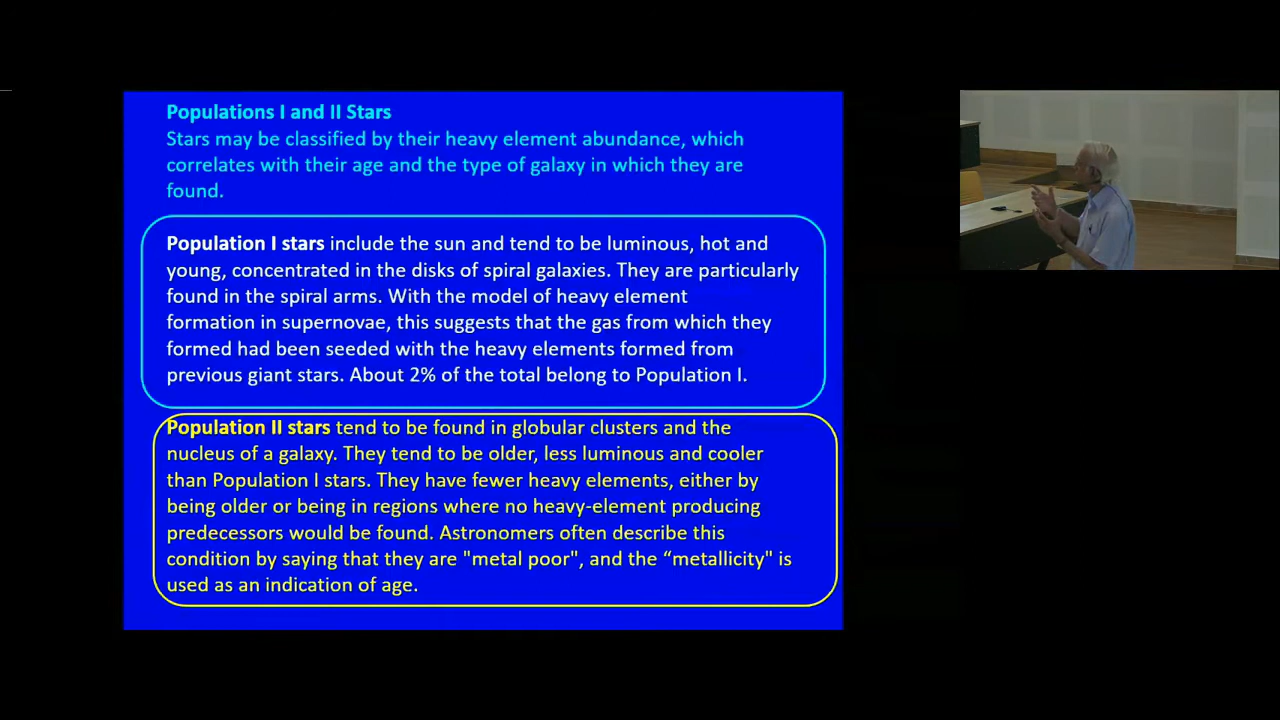 Populations I and II Stars
Stars may be classified by their heavy element abundance, which
correlates with their age and the type of galaxy in which they are
found.
Population I stars include the sun and tend to be luminous, hot and
young, concentrated in the disks of spiral galaxies. They are particularly
found in the spiral arms. With the model of heavy element
formation in supernovae, this suggests that the gas from which they
formed had been seeded with the heavy elements formed from
previous giant stars. About 2% of the total belong to Population I.
Population II stars tend to be found in globular clusters and the
nucleus of a galaxy. They tend to be older, less luminous and cooler
than Population I stars. They have fewer heavy elements, either by
being older or being in regions where no heavy-element producing
predecessors would be found. Astronomers often describe this
condition by saying that they are "metal poor", and the “metallicity" is
used as an indication of age.